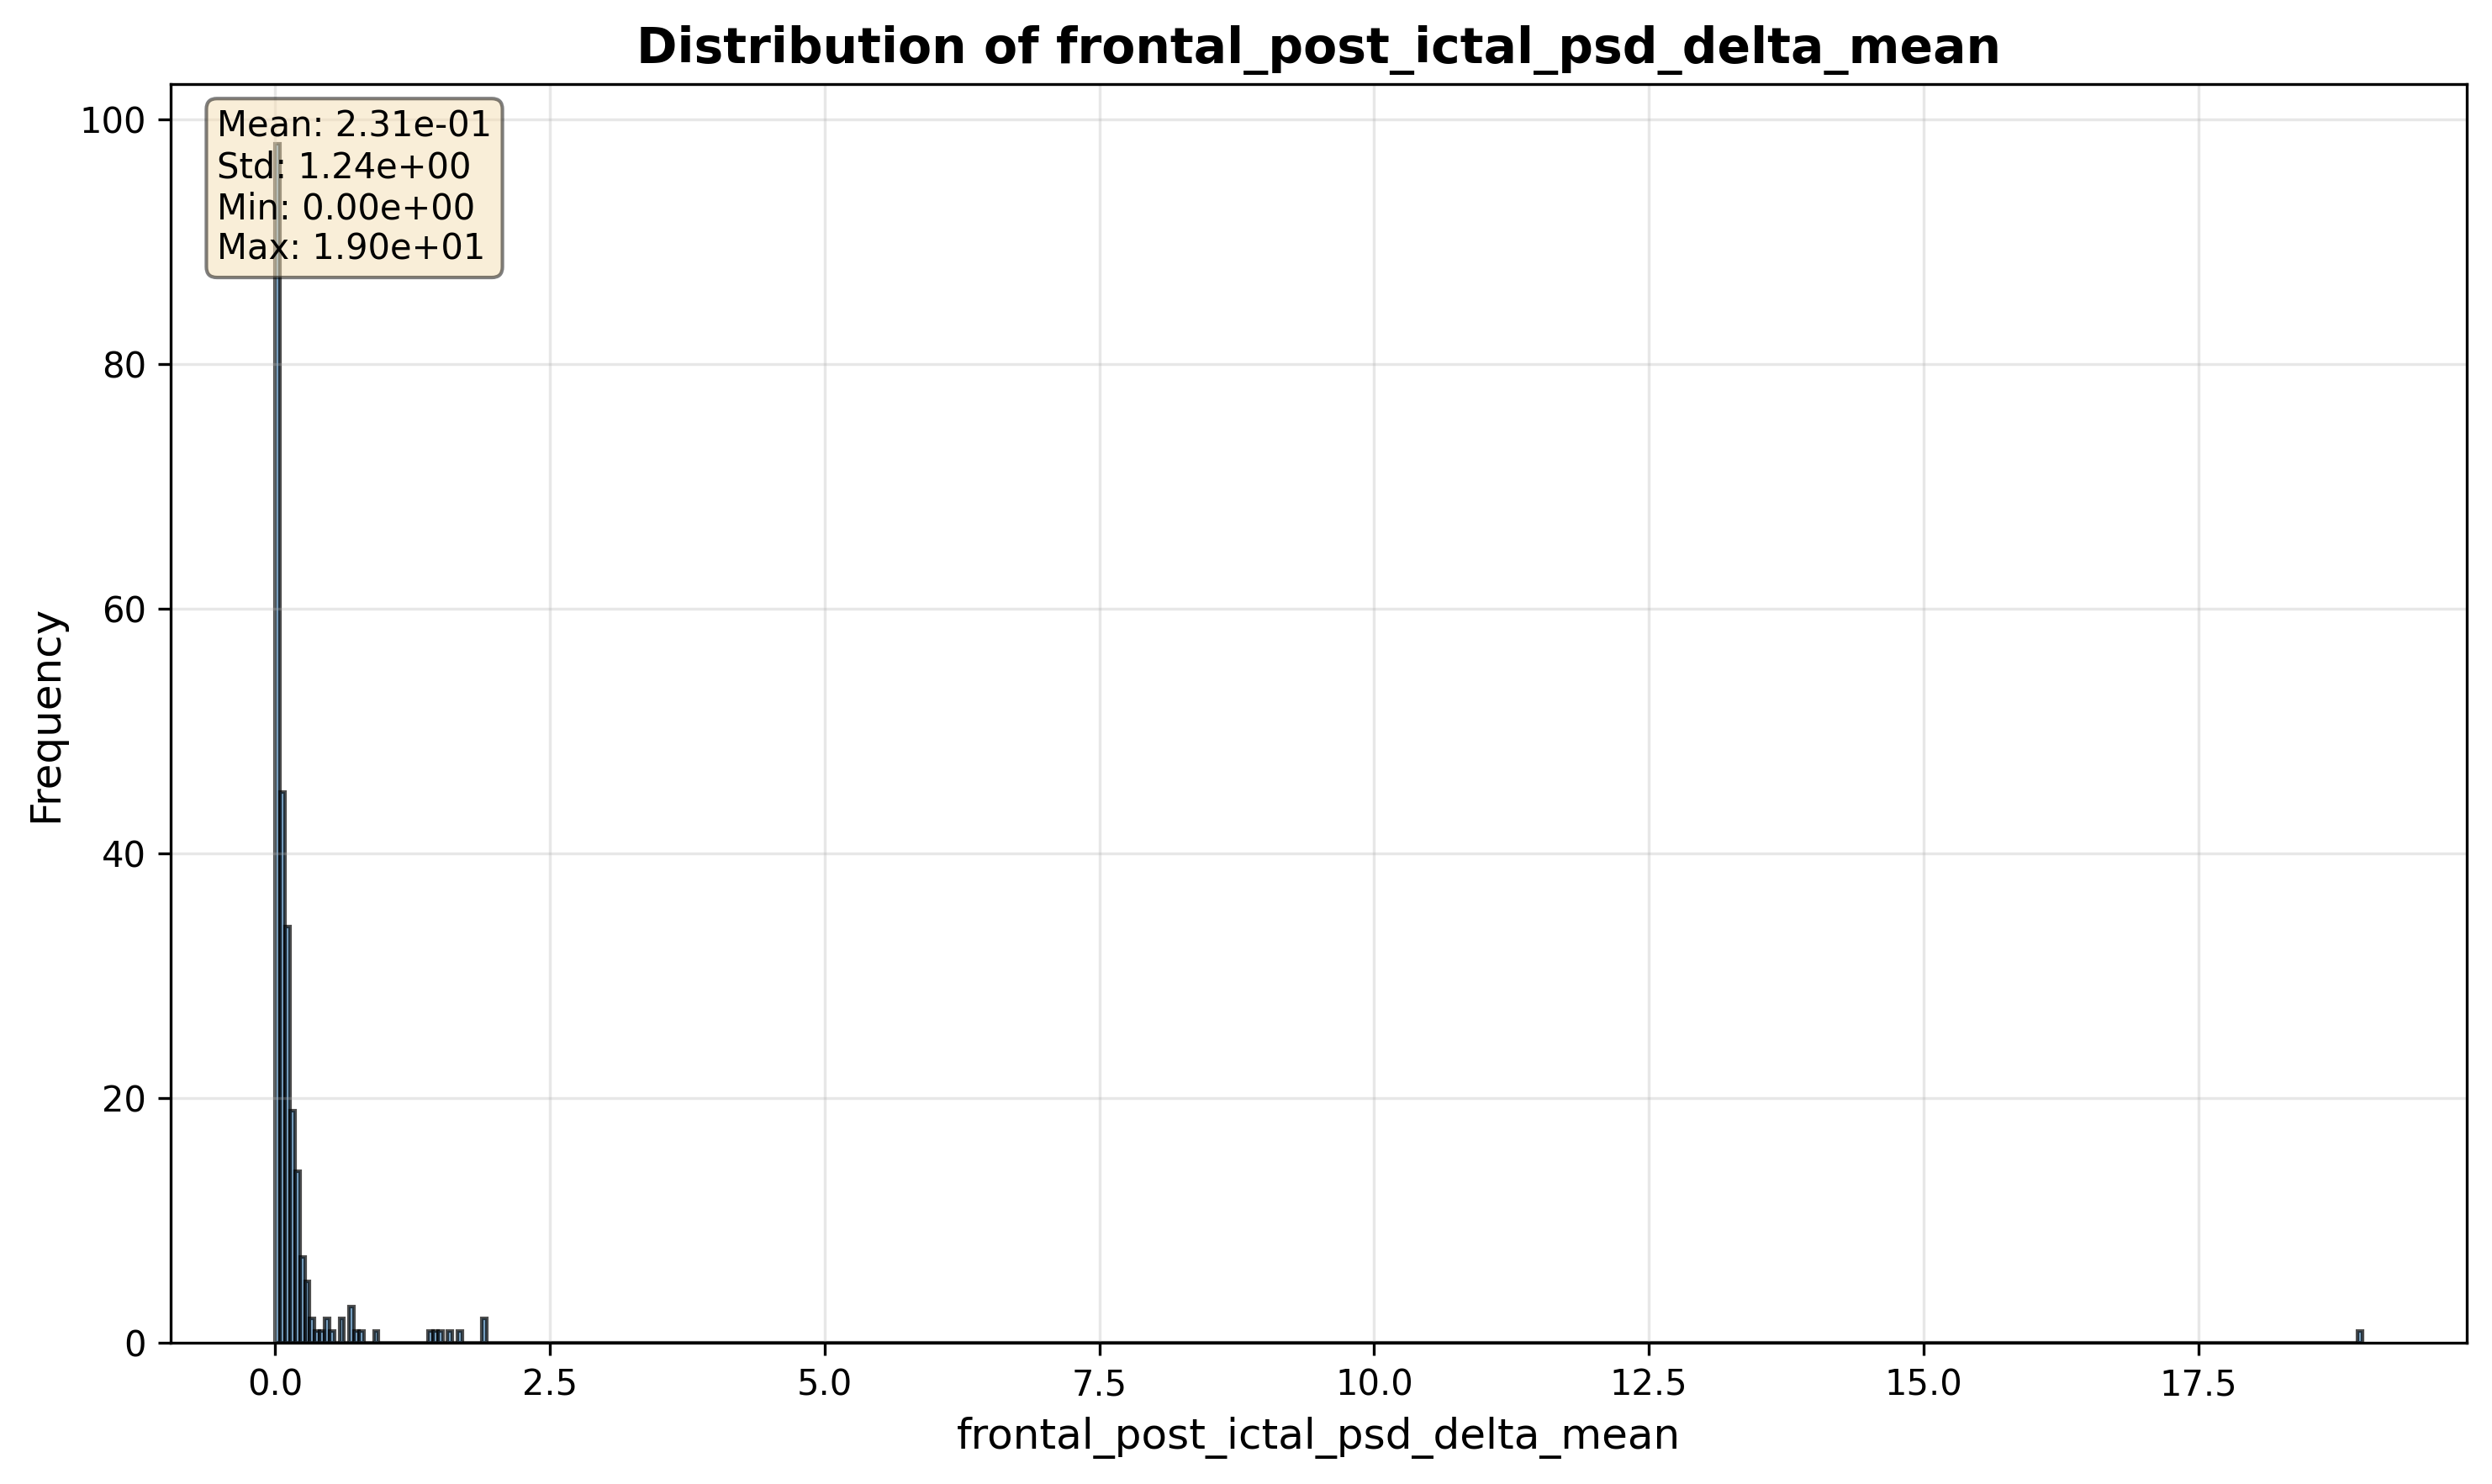 Distribution of frontal_post_ictal_psd_delta_mean
Mean: 2.31e-01
Std: 1.24e+00
Min: 0.00e+00
Max: 1.90e+01
100
80
60
40
20
0
Frequency
0.0 2.5 5.0 7.5 10.0 12.5 15.0 17.5
frontal_post_ictal_psd_delta_mean